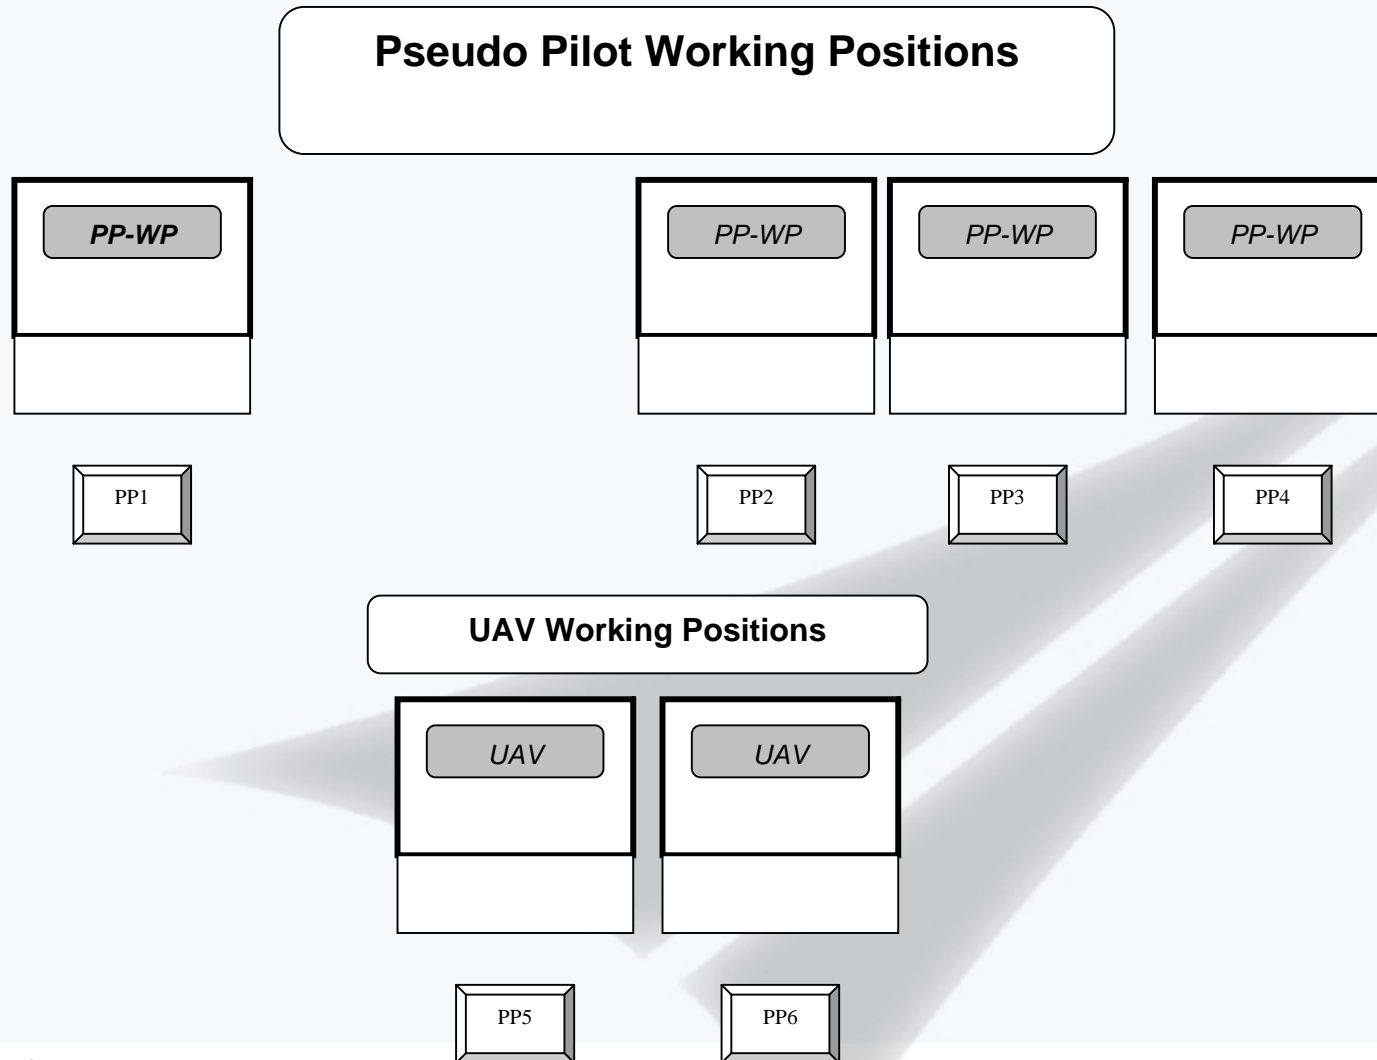 Pseudo Pilot Working Positions
PP-WP PP-WP PP-WP PP-WP
PP1 PP2 PP3 PP4
UAV Working Positions
UAV UAV
PP5 PP6